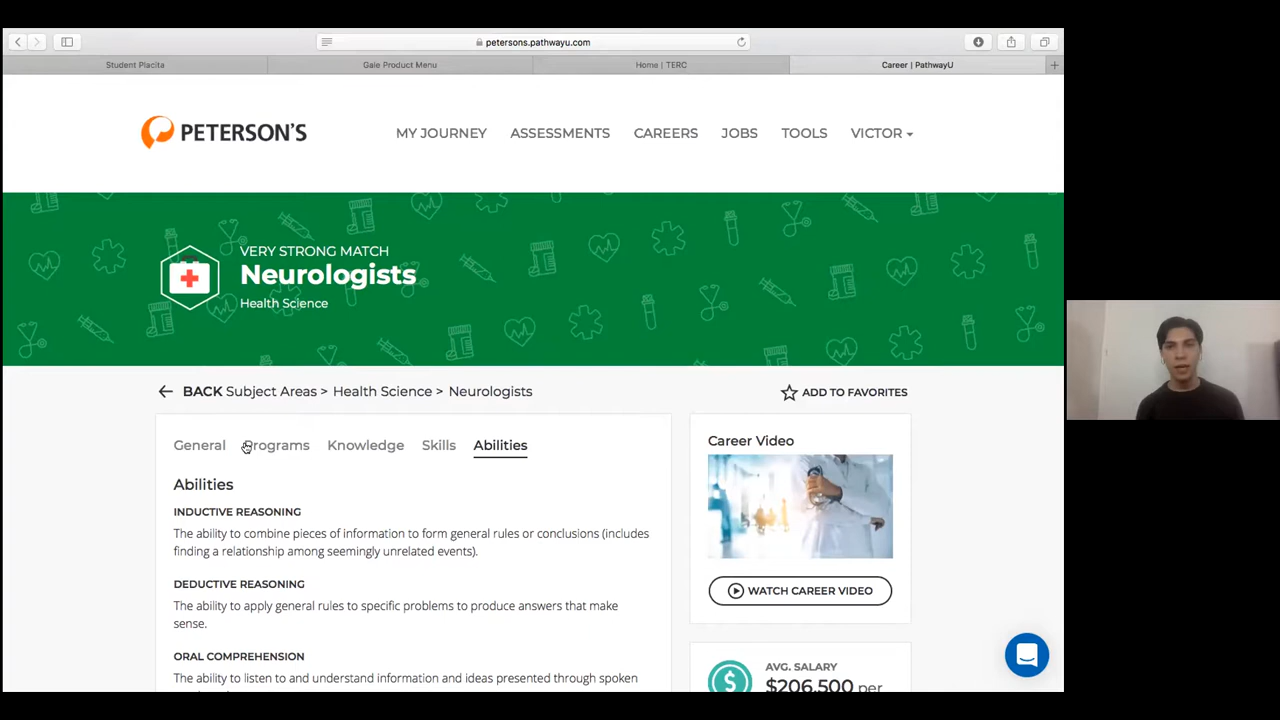 petersons.pathwayu.com
Student Placita
Gale Product Menu
Home | TERC
Career | PathwayU
PETERSON'S
MY JOURNEY
ASSESSMENTS
CAREERS
JOBS
TOOLS
VICTOR
VERY STRONG MATCH
Neurologists
Health Science
BACK Subject Areas > Health Science > Neurologists
ADD TO FAVORITES
General
Programs
Knowledge
Skills
Abilities
Abilities
INDUCTIVE REASONING
The ability to combine pieces of information to form general rules or conclusions (includes
finding a relationship among seemingly unrelated events).
DEDUCTIVE REASONING
The ability to apply general rules to specific problems to produce answers that make
sense.
ORAL COMPREHENSION
The ability to listen to and understand information and ideas presented through spoken
Career Video
WATCH CAREER VIDEO
AVG. SALARY
$206,500 per